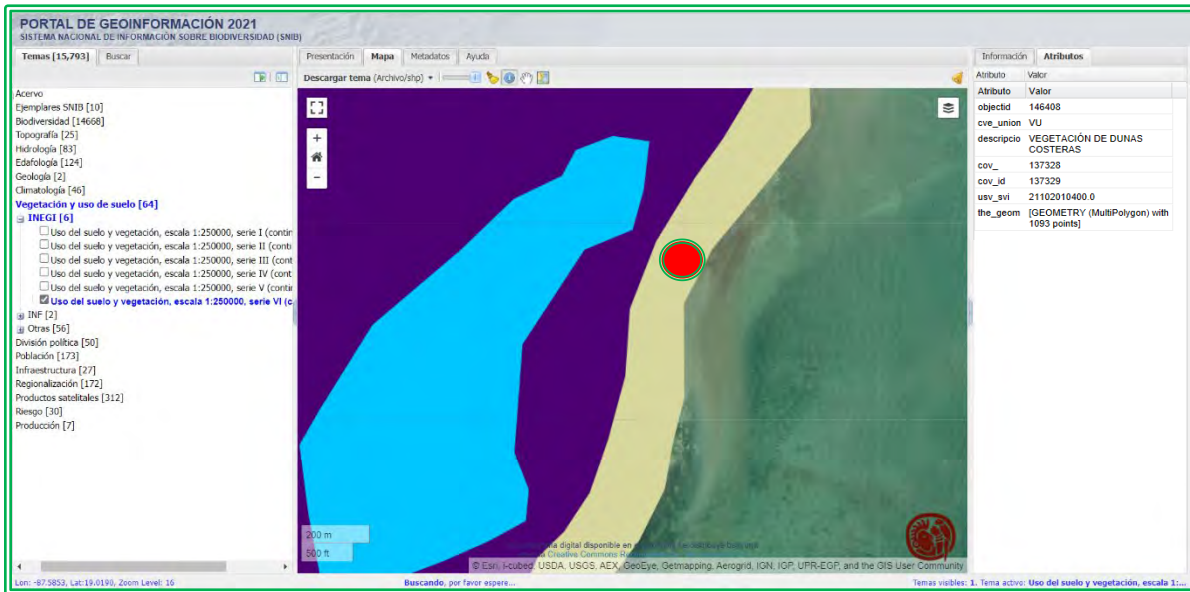 PORTAL DE GEOINFORMACIÓN 2021
SISTEMA NACIONAL DE INFORMACIÓN SOBRE BIODIVERSIDAD (SNIB)
Temas [15,793] Buscar
Acervo
Ejemplares SNIB [10]
Biodiversidad [14668]
Topografía [25]
Hidrología [83]
Edafología [124]
Geología [2]
Climatología [46]
Vegetación y uso de suelo [64]
INEGI [6]
Uso del suelo y vegetación, escala 1:250000, serie I (contin
Uso del suelo y vegetación, escala 1:250000, serie II (conti
Uso del suelo y vegetación, escala 1:250000, serie III (cont
Uso del suelo y vegetación, escala 1:250000, serie IV (cont
Uso del suelo y vegetación, escala 1:250000, serie V (contin
Uso del suelo y vegetación, escala 1:250000, serie VI (c
INF [2]
Otras [56]
División política [50]
Población [173]
Infraestructura [27]
Regionalización [172]
Productos satelitales [312]
Riesgo [30]
Producción [7]
Presentación Mapa Metadatos Ayuda
Descargar tema (Archivo/shp)
200 m
500 ft
digital disponible en
Creative Commons
© Esri, i-cubed, USDA, USGS, AEX, GeoEye, Getmapping, Aerogrid, IGN, IGP, UPR-EGP, and the GIS User Community
Información Atributos
Atributo Valor
Atributo Valor
objectid 146408
cve_union VU
descripcio VEGETACIÓN DE DUNAS
COSTERAS
cov_ 137328
cov_id 137329
usv_svi 21102010400.0
the_geom [GEOMETRY (MultiPolygon) with
1093 points]
Lon: -87.5853, Lat:19.0190, Zoom Level: 16
Buscando, por favor espere...
Temas visibles: 1. Tema activo: Uso del suelo y vegetación, escala 1:...